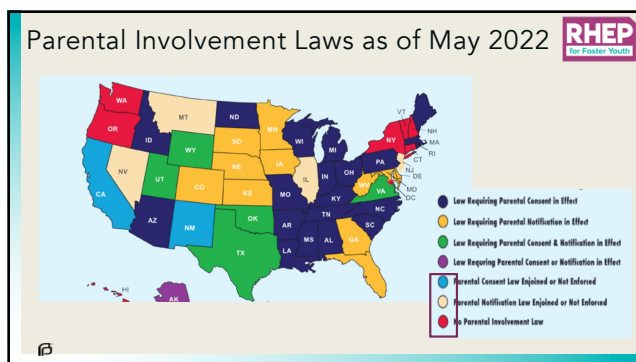 Parental Involvement Laws as of May 2022
RHEP
for Foster Youth
WA
OR
CA
NV
ID
MT
WY
UT
AZ
CO
NM
ND
SD
NE
KS
OK
TX
MN
IA
MO
AR
LA
WI
IL
MI
IN
OH
KY
TN
MS
AL
GA
SC
NC
VA
WV
PA
NY
VT
NH
MA
RI
CT
NJ
DE
MD
DC
HI
AK
Law Requiring Parental Consent in Effect
Law Requiring Parental Notification in Effect
Law Requiring Parental Consent & Notification in Effect
Law Requring Parental Consent or Notification in Effect
Parental Consent Law Enjoined or Not Enforced
Parental Notification Law Enjoined or Not Enforced
No Parental Involvement Law